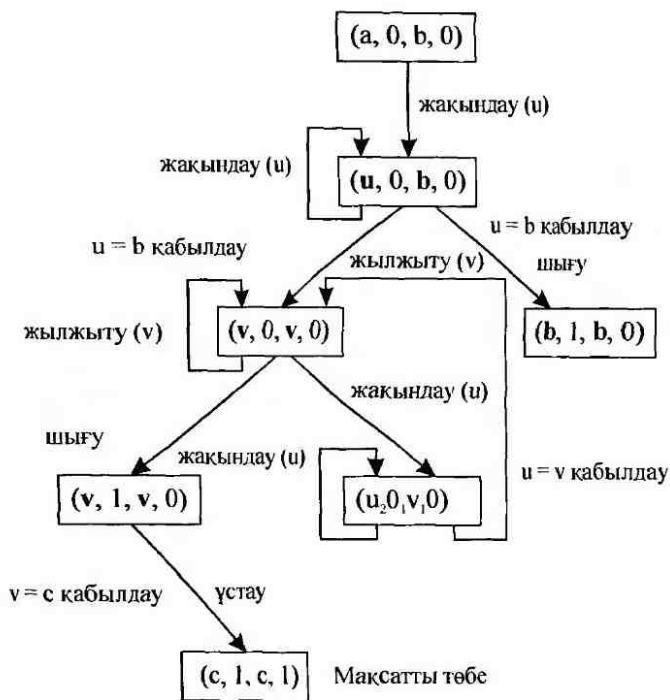 (a, 0, b, 0)
жақындау (u)
жақындау (u)
(u, 0, b, 0)
u = b қабылдау
u = b қабылдау
жылжыту (v)
шығу
жылжыту (v)
(v, 0, v, 0)
(b, 1, b, 0)
жақындау (u)
шығу
жақындау (u)
u = v қабылдау
(v, 1, v, 0)
(u₂0₁v₁0)
v = c қабылдау
ұстау
(c, 1, c, 1)
Мақсатты төбе